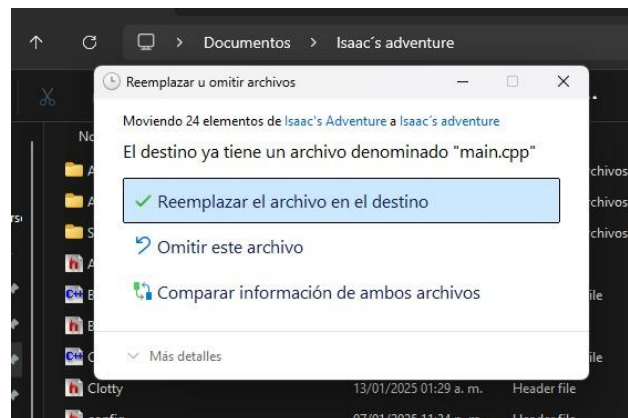 Documentos > Isaac´s adventure
Reemplazar u omitir archivos
Moviendo 24 elementos de Isaac's Adventure a Isaac´s adventure
El destino ya tiene un archivo denominado "main.cpp"
Reemplazar el archivo en el destino
Omitir este archivo
Comparar información de ambos archivos
Más detalles
Clotty 13/01/2025 01:29 a. m. Header file